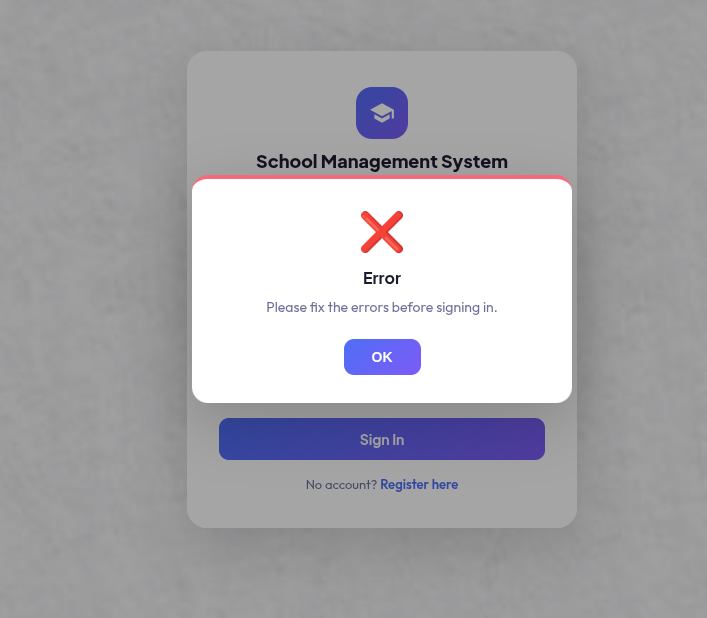 School Management System
Error
Please fix the errors before signing in.
OK
Sign In
No account? Register here